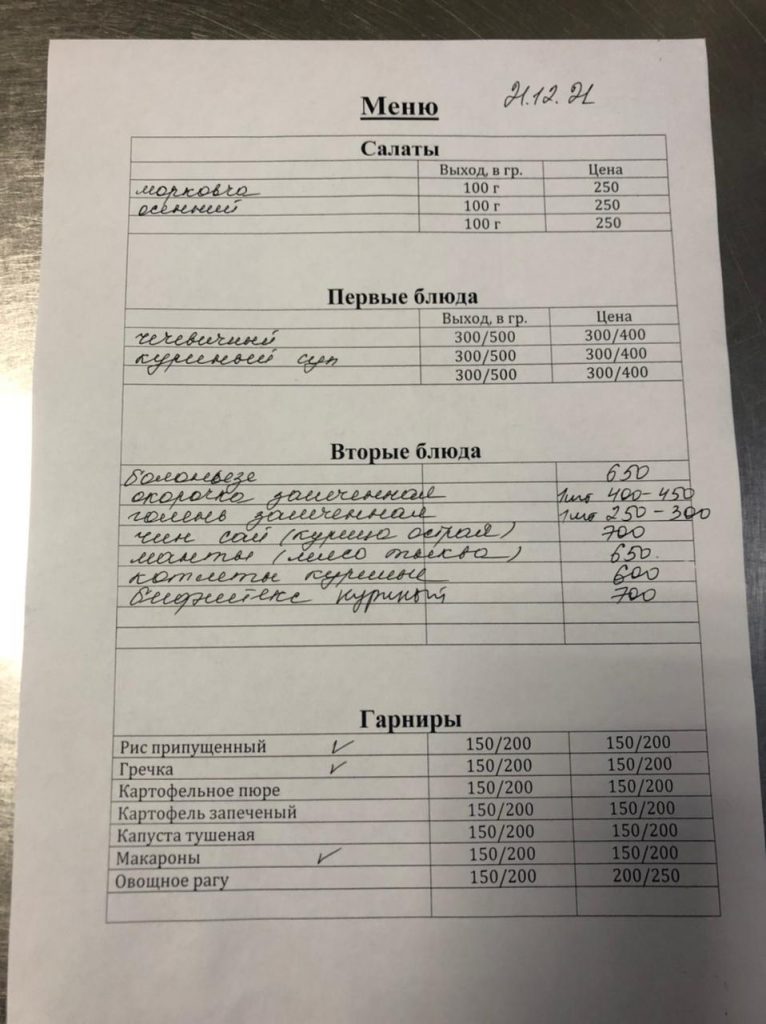 Меню 21.12.21
Салаты
Выход, в гр. Цена
морковча 100 г 250
осенний 100 г 250
100 г 250
Первые блюда
Выход, в гр. Цена
чечевичный 300/500 300/400
куриный суп 300/500 300/400
300/500 300/400
Вторые блюда
болоньезе 650
окорочка запеченная 1шт 400-450
голень запеченная 1шт 250-300
чин сай (курица острая) 700
манты (мясо тыква) 650.
котлеты куриные 600
бифштекс куриный 700
Гарниры
Рис припущенный ✓ 150/200 150/200
Гречка ✓ 150/200 150/200
Картофельное пюре 150/200 150/200
Картофель запеченый 150/200 150/200
Капуста тушеная 150/200 150/200
Макароны ✓ 150/200 150/200
Овощное рагу 150/200 200/250